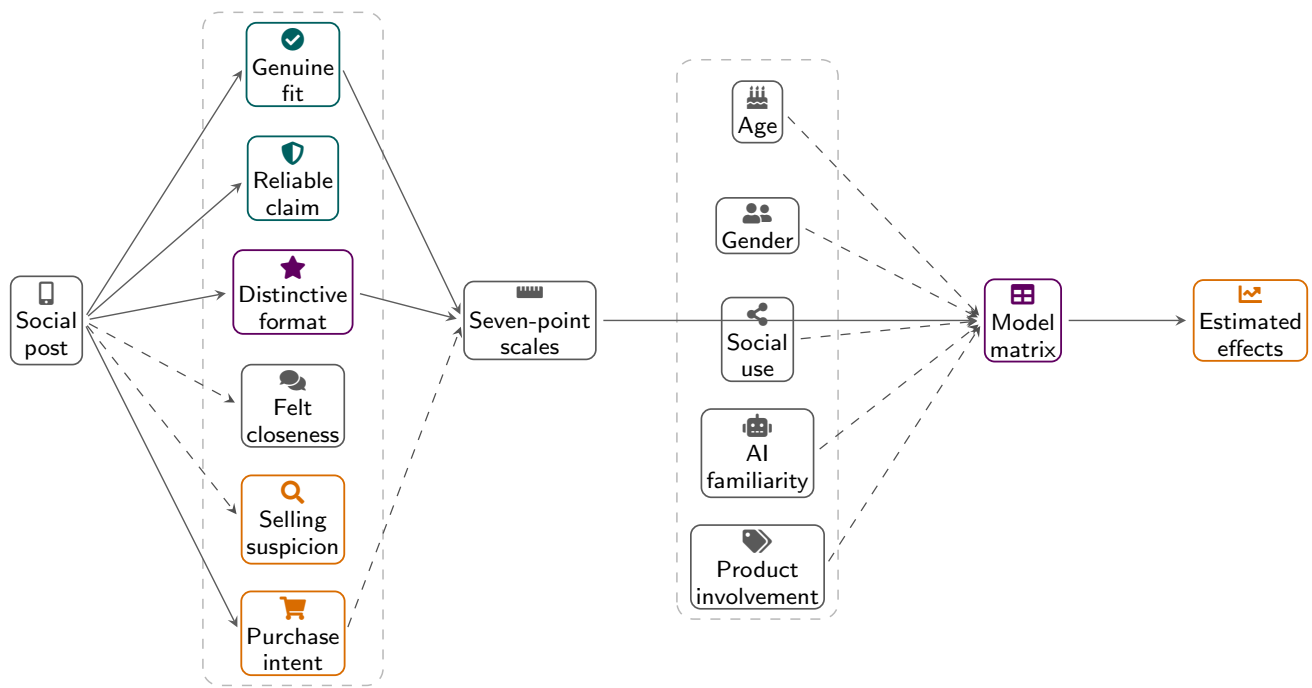 Social
post
Genuine
fit
Reliable
claim
Distinctive
format
Felt
closeness
Selling
suspicion
Purchase
intent
Seven-point
scales
Age
Gender
Social
use
AI
familiarity
Product
involvement
Model
matrix
Estimated
effects